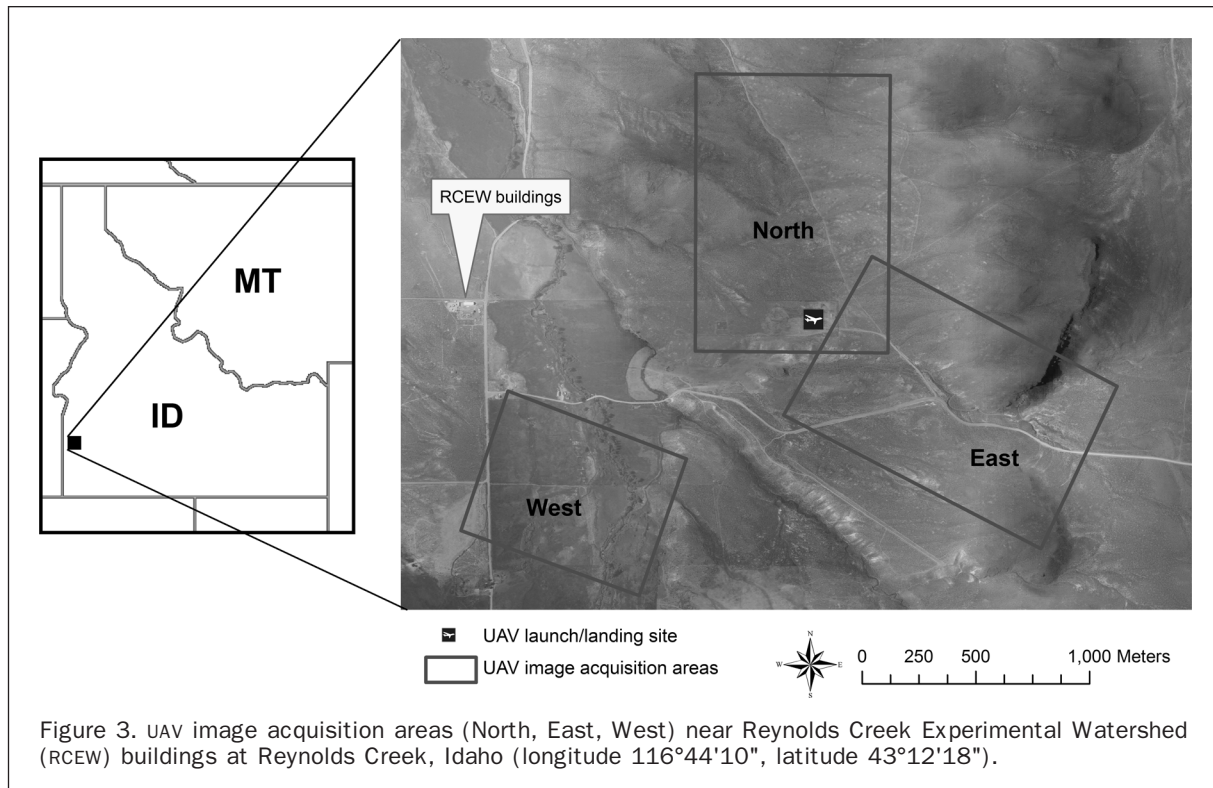 MT
ID
RCEW buildings
North
East
West
UAV launch/landing site
UAV image acquisition areas
N
W
E
S
0 250 500 1,000 Meters
Figure 3. UAV image acquisition areas (North, East, West) near Reynolds Creek Experimental Watershed
(RCEW) buildings at Reynolds Creek, Idaho (longitude 116°44'10", latitude 43°12'18").